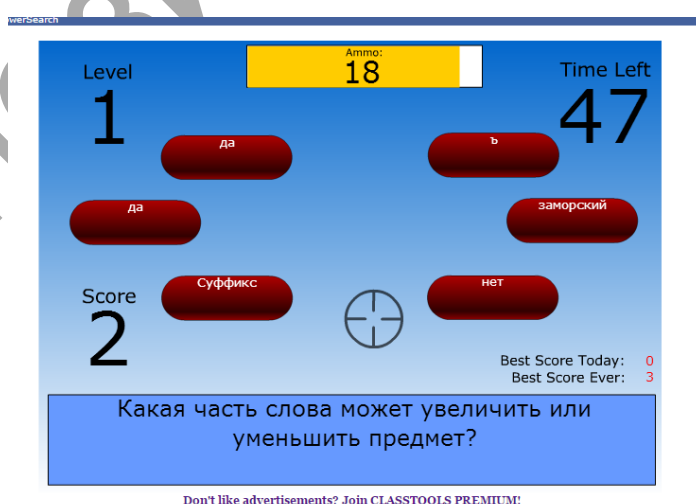 werSearch
Ammo:
18
Level
1
Time Left
47
да
ъ
да
заморский
Суффикс
нет
Score
2
Best Score Today: 0
Best Score Ever: 3
Какая часть слова может увеличить или
уменьшить предмет?
Don't like advertisements? Join CLASSTOOLS PREMIUM!